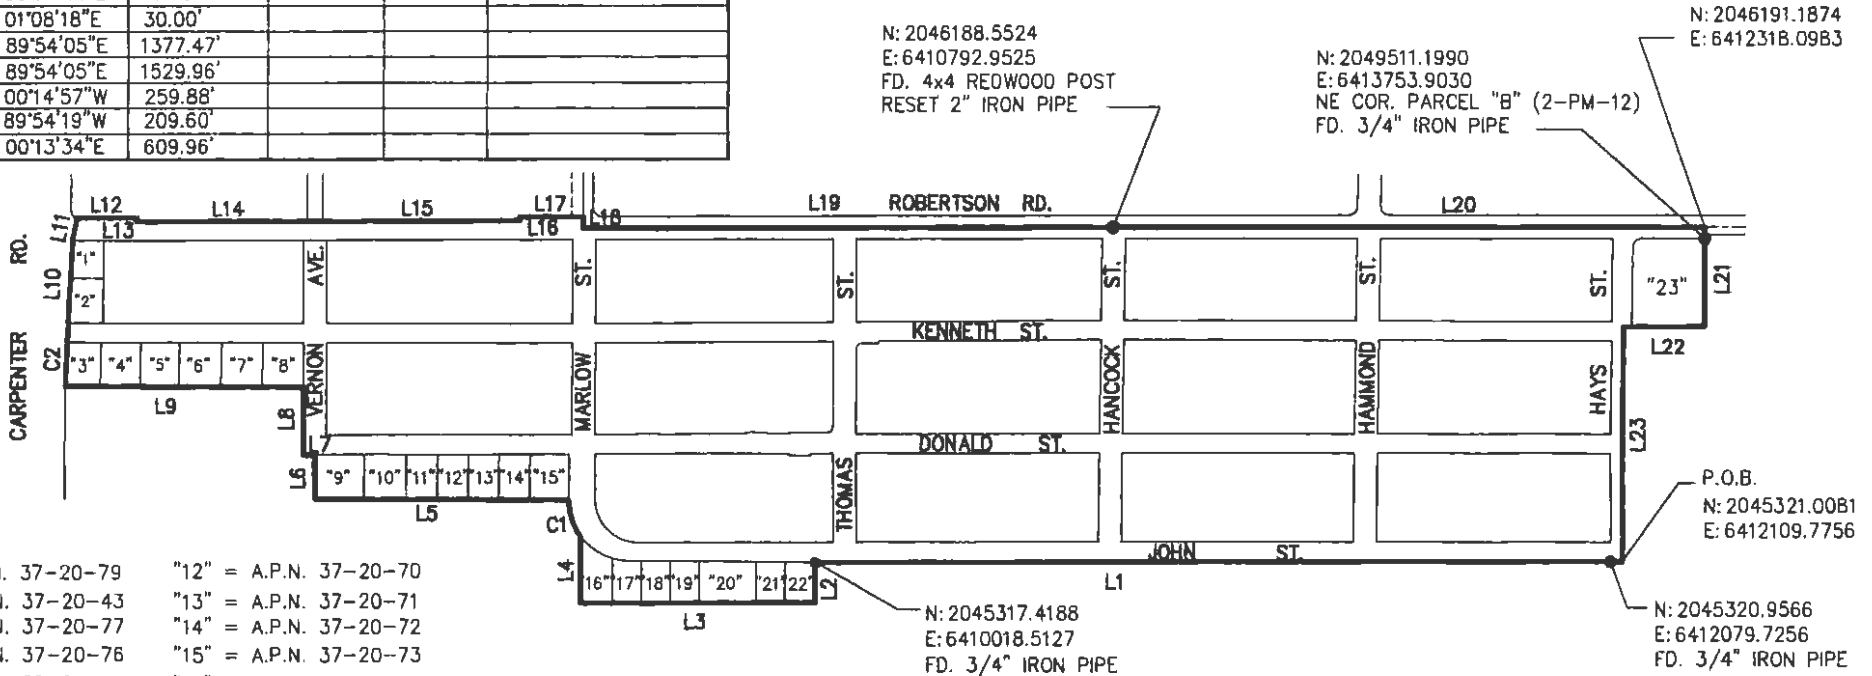 01°08'18"E 30.00'
89°54'05"E 1377.47'
89°54'05"E 1529.96'
00°14'57"W 259.88'
89°54'19"W 209.60'
00°13'34"E 609.96'
N: 2046188.5524
E: 6410792.9525
FD. 4x4 REDWOOD POST
RESET 2" IRON PIPE
N: 2049511.1990
E: 6413753.9030
NE COR. PARCEL "B" (2-PM-12)
FD. 3/4" IRON PIPE
N: 2046191.1874
E: 6412318.0983
L12 L14 L15 L17 L19 ROBERTSON RD. L20
L11 L13 L16 L18
CARPENTER RD.
L10
C2
"1"
"2"
"3" "4" "5" "6" "7" "8"
L9
L8
L7
L6
VERNON AVE.
MARLOW ST.
THOMAS ST.
HANCOCK ST.
HAMMOND ST.
HAYS ST.
KENNETH ST.
DONALD ST.
JOHN ST.
"23"
L21
L22
L23
"9" "10" "11" "12" "13" "14" "15"
L5
C1
L4
"16" "17" "18" "19" "20" "21" "22"
L3
L2
L1
P.O.B.
N: 2045321.0081
E: 6412109.7756
N: 2045317.4188
E: 6410018.5127
FD. 3/4" IRON PIPE
N: 2045320.9566
E: 6412079.7256
FD. 3/4" IRON PIPE
37-20-79 "12" = A.P.N. 37-20-70
37-20-43 "13" = A.P.N. 37-20-71
37-20-77 "14" = A.P.N. 37-20-72
37-20-76 "15" = A.P.N. 37-20-73